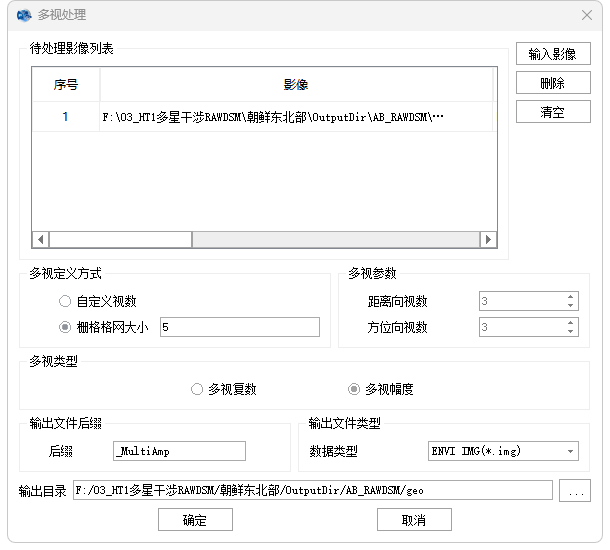 多视处理
待处理影像列表
输入影像
删除
清空
序号 影像
1 F:\03_HT1多星干涉RAWDSM\朝鲜东北部\OutputDir\AB_RAWDSM\…
多视定义方式 多视参数
自定义视数 距离向视数 3
栅格格网大小 5 方位向视数 3
多视类型
多视复数 多视幅度
输出文件后缀 输出文件类型
后缀 _MultiAmp 数据类型 ENVI IMG(*.img)
输出目录 F:/03_HT1多星干涉RAWDSM/朝鲜东北部/OutputDir/AB_RAWDSM/geo ...
确定 取消